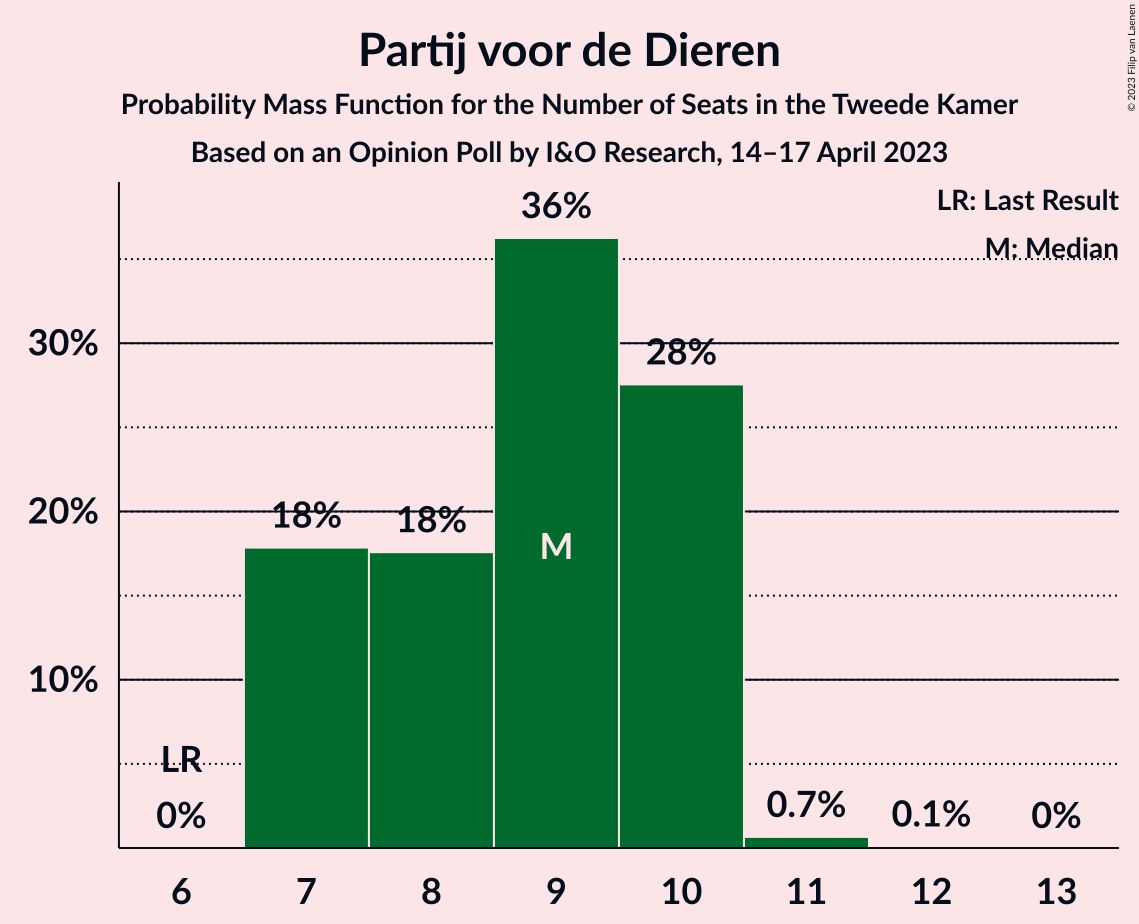 © 2023 Filip van Laenen
Partij voor de Dieren
Probability Mass Function for the Number of Seats in the Tweede Kamer
Based on an Opinion Poll by I&O Research, 14–17 April 2023
LR: Last Result
M: Median
36%
28%
30%
20%
18%
18%
M
10%
LR
0%
0.7%
0.1%
0%
6 7 8 9 10 11 12 13